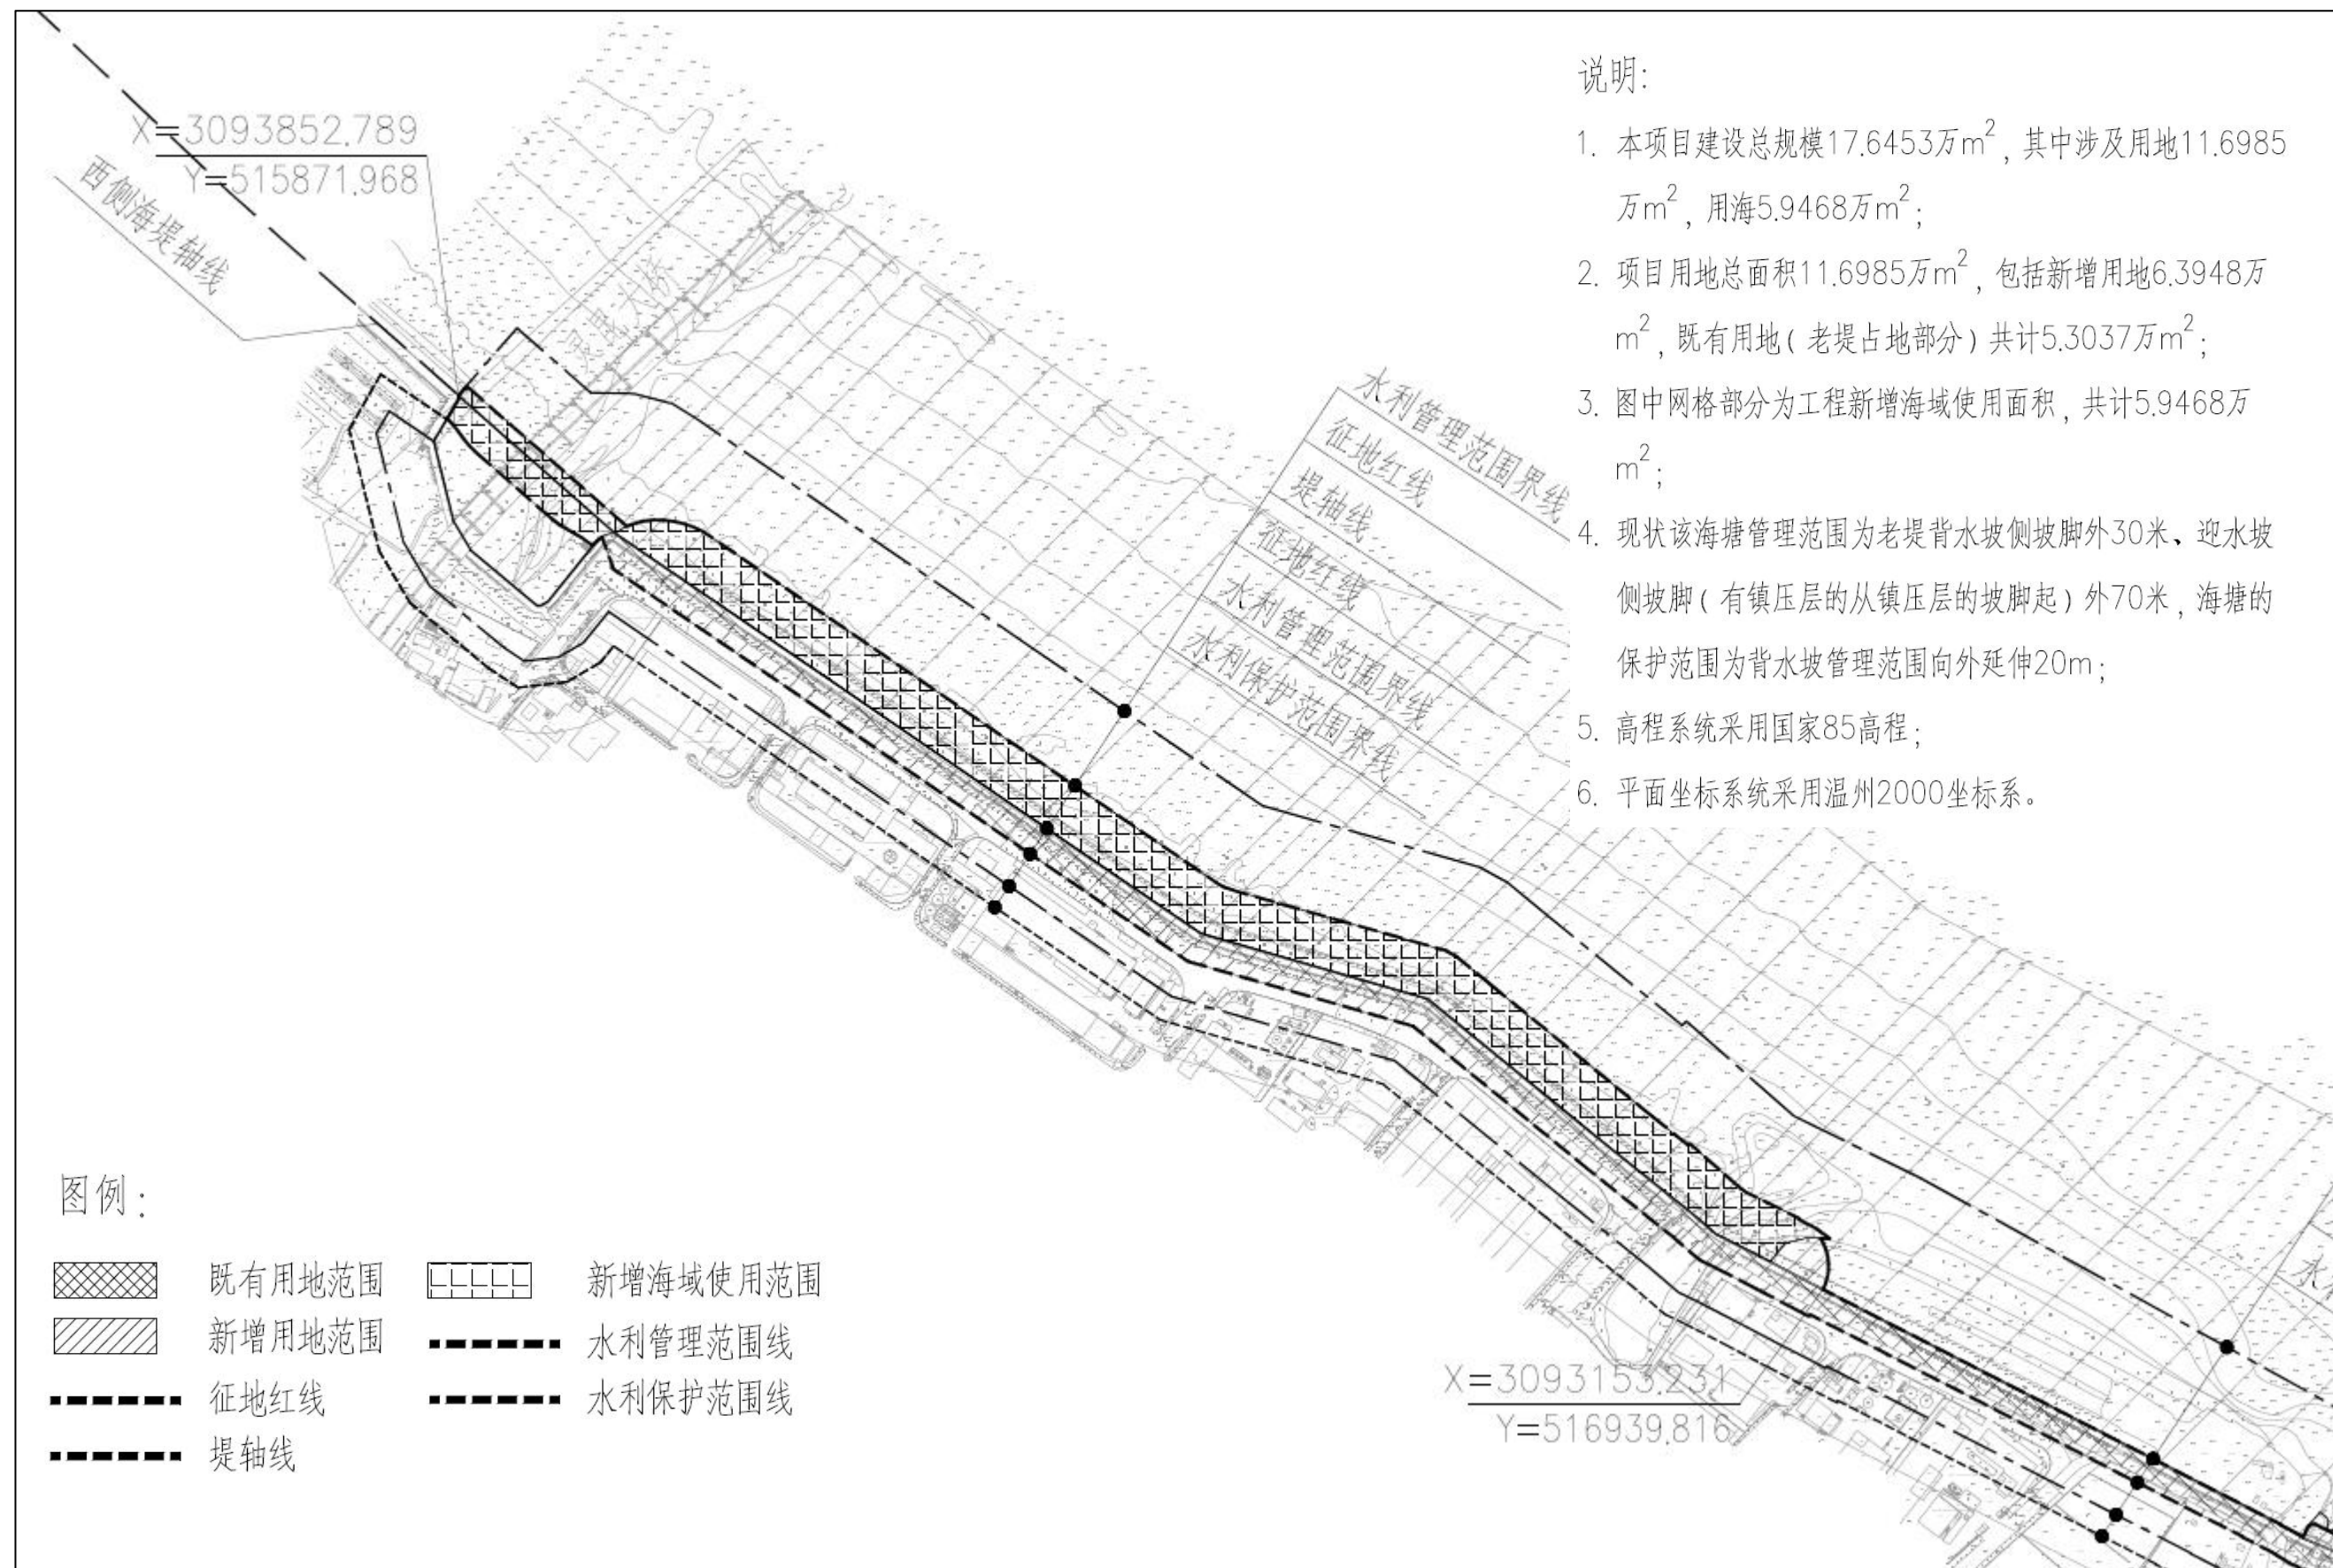 X=3093852.789
Y=515871.968
西侧海堤轴线
说明:
1. 本项目建设总规模17.6453万m²，其中涉及用地11.6985
万m²，用海5.9468万m²；
2. 项目用地总面积11.6985万m²，包括新增用地6.3948万
m²，既有用地(老堤占地部分)共计5.3037万m²；
3. 图中网格部分为工程新增海域使用面积，共计5.9468万
m²；
4. 现状该海塘管理范围为老堤背水坡侧坡脚外30米、迎水坡
侧坡脚(有镇压层的从镇压层的坡脚起)外70米，海塘的
保护范围为背水坡管理范围向外延伸20m；
5. 高程系统采用国家85高程；
6. 平面坐标系统采用温州2000坐标系。
水利管理范围界线
征地红线
堤轴线
征地红线
水利管理范围界线
水利保护范围界线
图例:
既有用地范围
新增海域使用范围
新增用地范围
水利管理范围线
征地红线
水利保护范围线
堤轴线
X=3093153.231
Y=516939.816